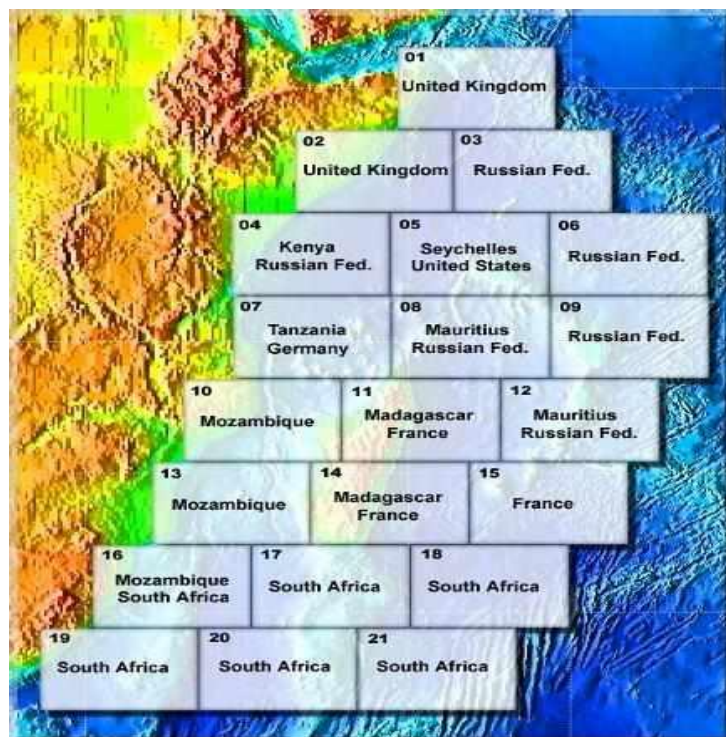 01
United Kingdom
02
United Kingdom
03
Russian Fed.
04
Kenya
Russian Fed.
05
Seychelles
United States
06
Russian Fed.
07
Tanzania
Germany
08
Mauritius
Russian Fed.
09
Russian Fed.
10
Mozambique
11
Madagascar
France
12
Mauritius
Russian Fed.
13
Mozambique
14
Madagascar
France
15
France
16
Mozambique
South Africa
17
South Africa
18
South Africa
19
South Africa
20
South Africa
21
South Africa